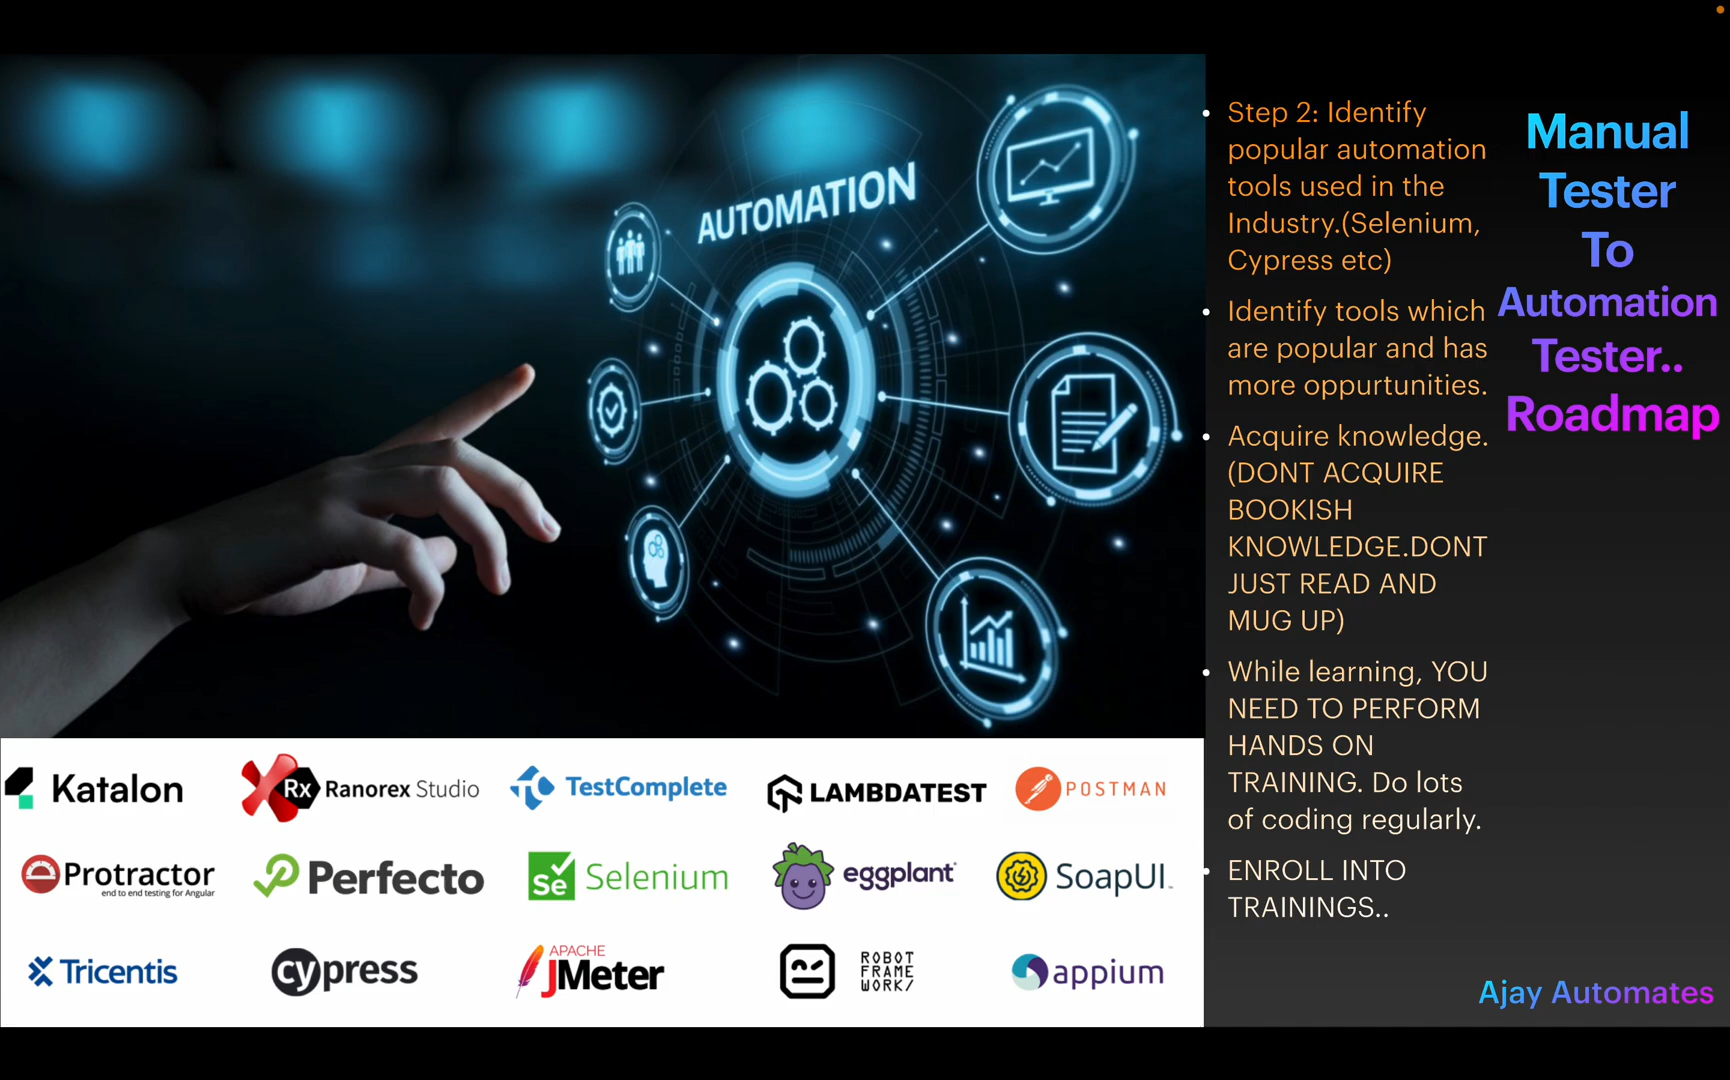 AUTOMATION
Step 2: Identify
popular automation
tools used in the
Industry.(Selenium,
Cypress etc)
Identify tools which
are popular and has
more oppurtunities.
Acquire knowledge.
(DONT ACQUIRE
BOOKISH
KNOWLEDGE.DONT
JUST READ AND
MUG UP)
While learning, YOU
NEED TO PERFORM
HANDS ON
TRAINING. Do lots
of coding regularly.
ENROLL INTO
TRAININGS..
Manual
Tester
To
Automation
Tester..
Roadmap
Katalon
Rx Ranorex Studio
TestComplete
LAMBDATEST
POSTMAN
Protractor
end to end testing for Angular
Perfecto
Se Selenium
eggplant
SoapUI™
Tricentis
cypress
APACHE
JMeter
ROBOT
FRAME
WORK/
appium
Ajay Automates